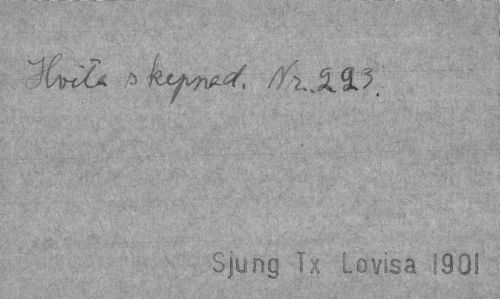 Hvita skepnad. Nr. 223.
Sjung Tx Lovisa 1901